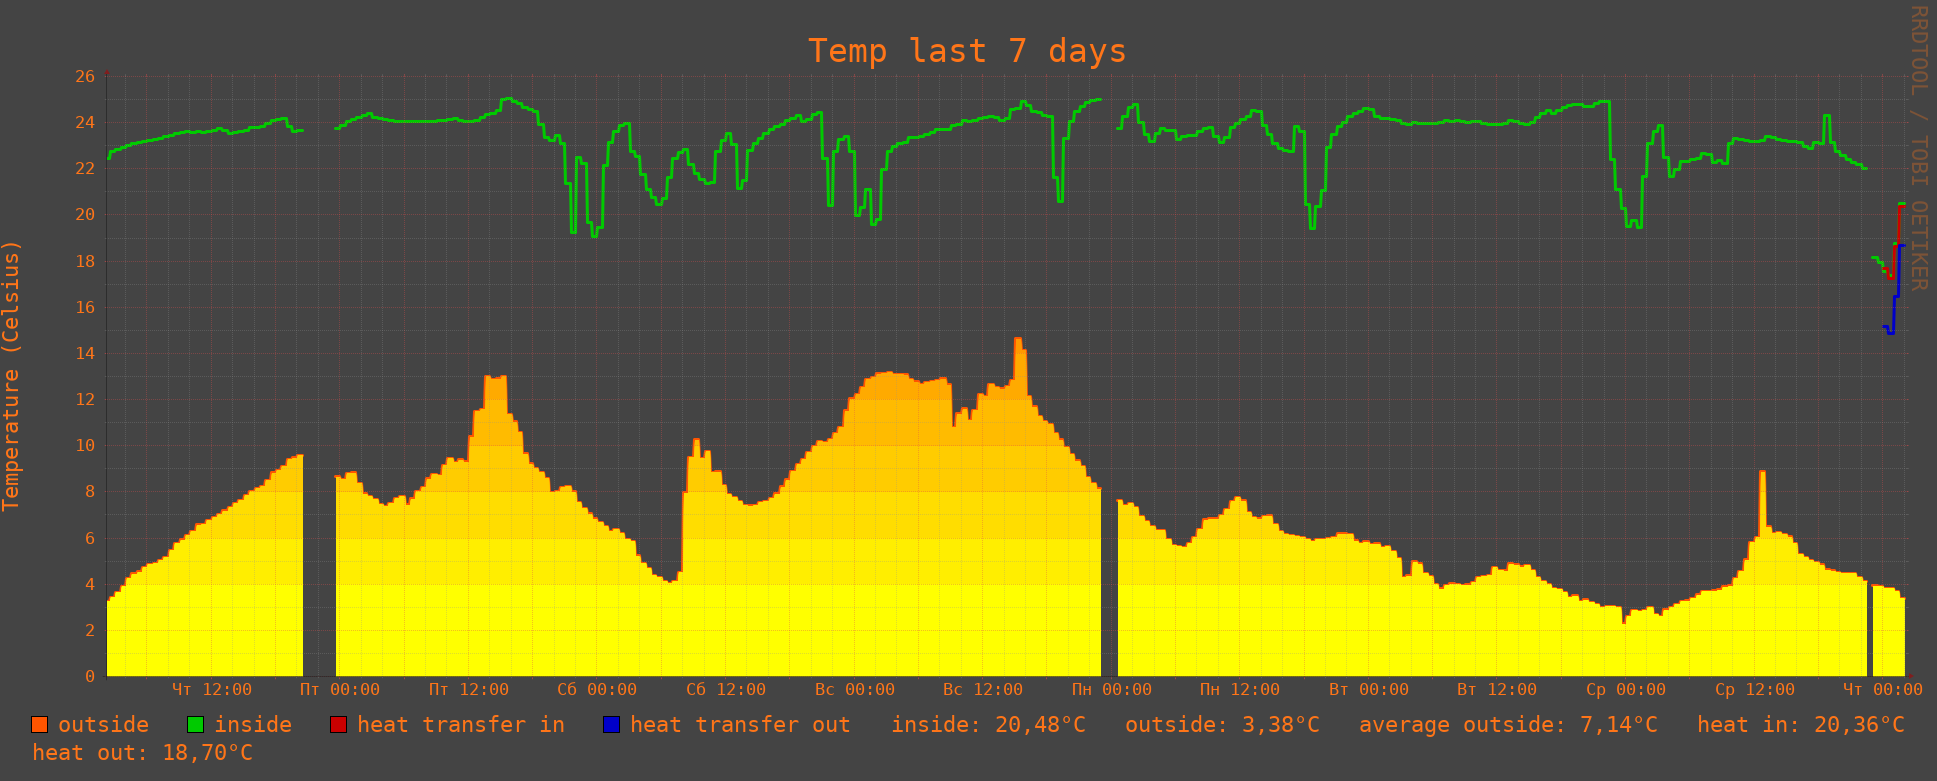 Temp last 7 days
RRDTOOL / TOBI OETIKER
Temperature (Celsius)
26
24
22
20
18
16
14
12
10
8
6
4
2
0
Чт 12:00 Пт 00:00 Пт 12:00 Сб 00:00 Сб 12:00 Вс 00:00 Вс 12:00 Пн 00:00 Пн 12:00 Вт 00:00 Вт 12:00 Ср 00:00 Ср 12:00 Чт 00:00
outside inside heat transfer in heat transfer out inside: 20,48°C outside: 3,38°C average outside: 7,14°C heat in: 20,36°C
heat out: 18,70°C